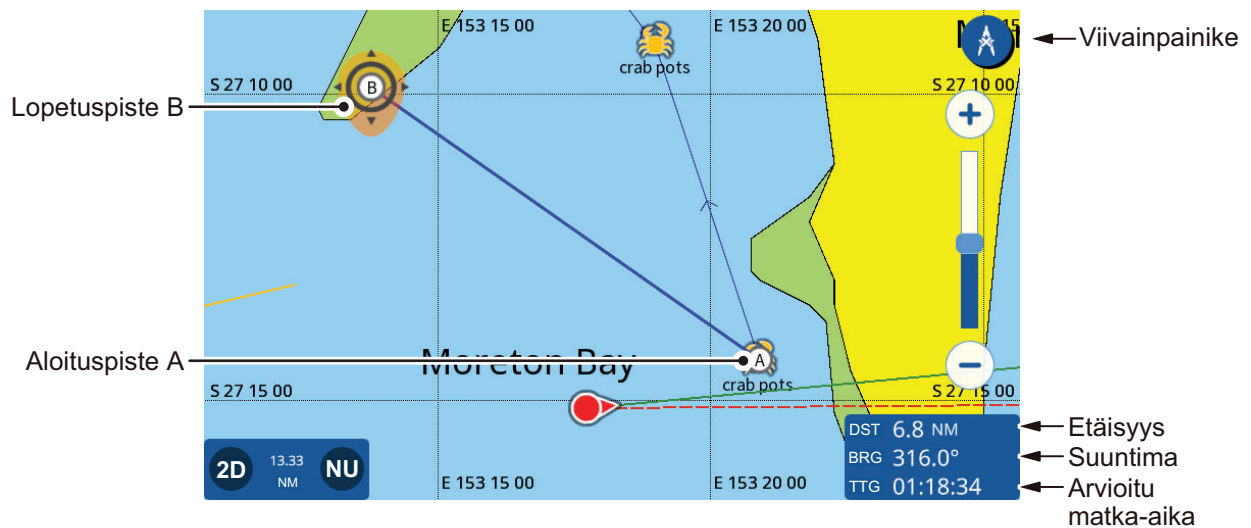 E 153 15 00
E 153 20 00
Viivainpainike
crab pots
S 27 10 00
S 27 10 00
B
Lopetuspiste B
+
Aloituspiste A
Moreton Bay
A
crab pots
−
S 27 15 00
S 27 15 00
2D
13.33
NM
NU
E 153 15 00
E 153 20 00
DST 6.8 NM
Etäisyys
BRG 316.0°
Suuntima
TTG 01:18:34
Arvioitu
matka-aika